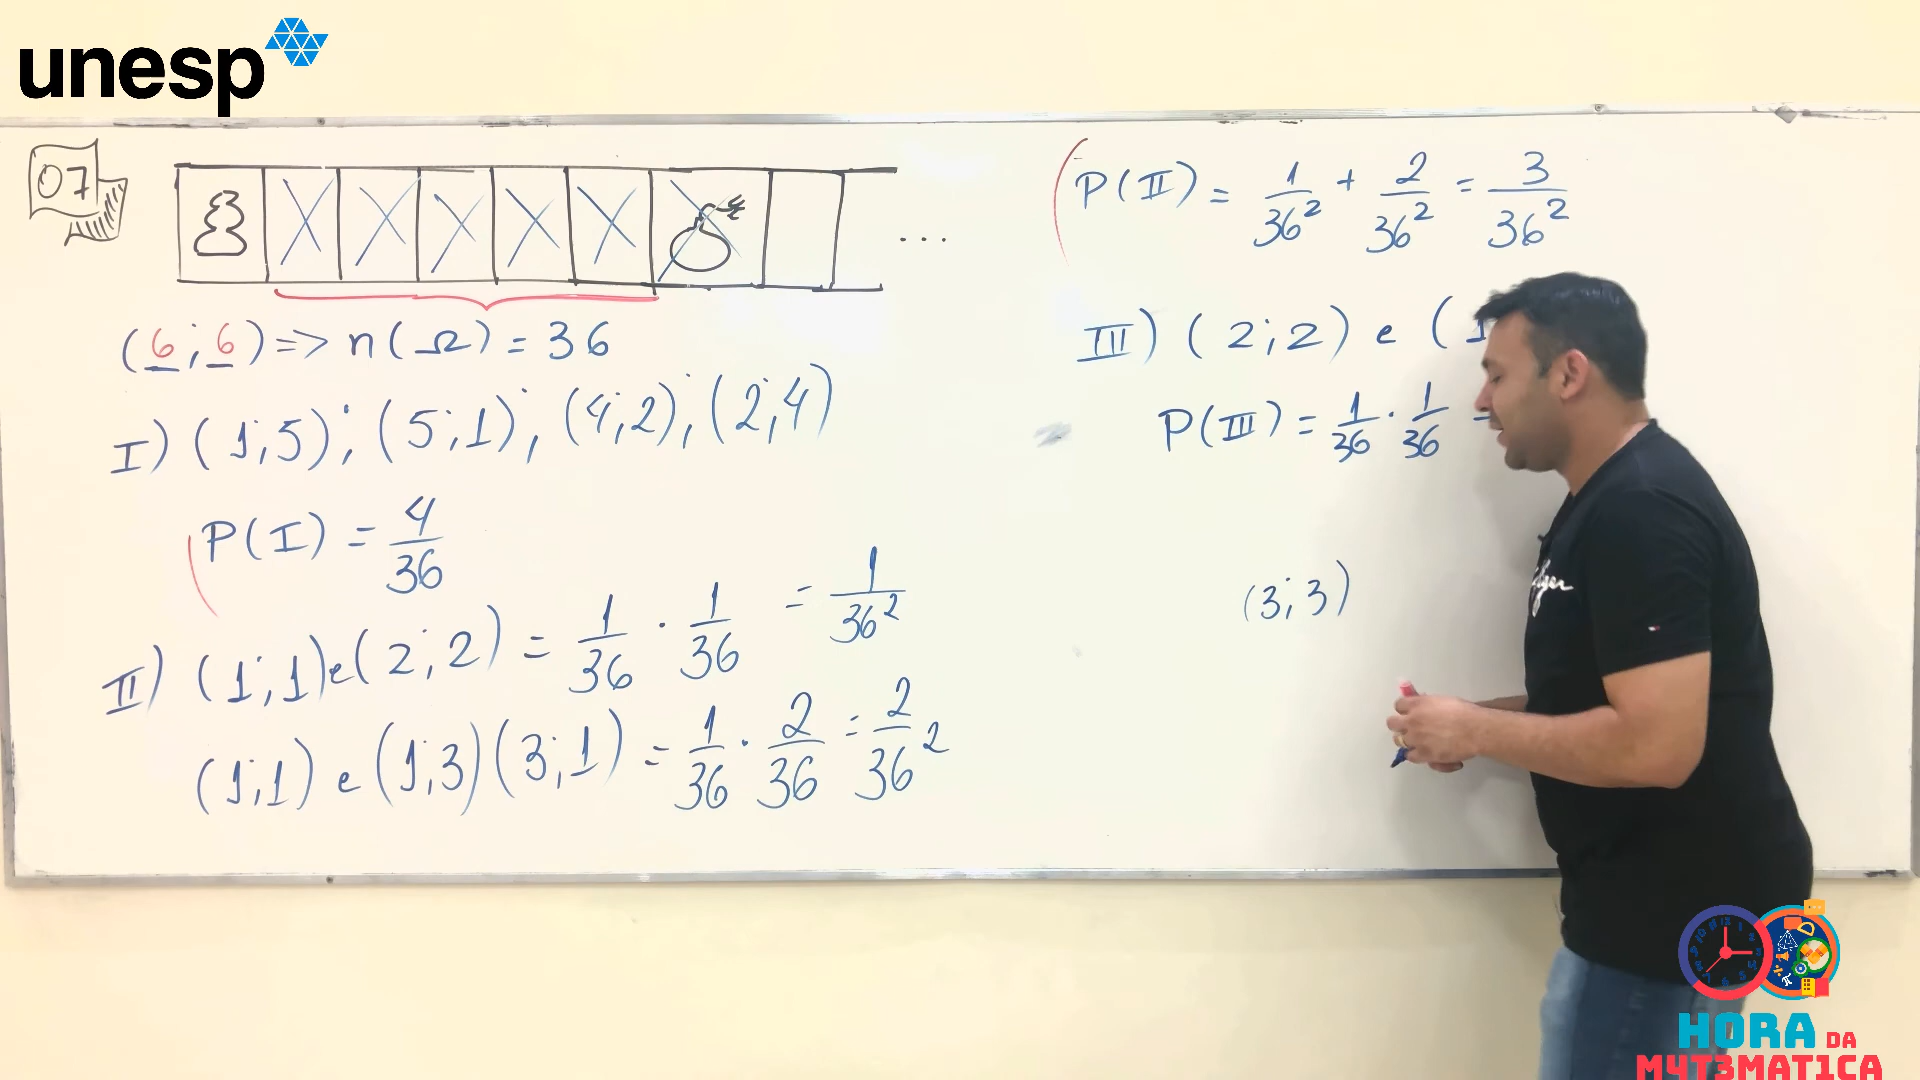 unesp
07
...
(6;6) => n(Ω) = 36
I) (1;5); (5;1); (4;2); (2;4)
P(I) = 4/36
II) (1;1) e (2;2) = 1/36 · 1/36 = 1/36²
(1;1) e (1;3) (3;1) = 1/36 · 2/36 = 2/36²
P(II) = 1/36² + 2/36² = 3/36²
III) (2;2) e (1
P(III) = 1/36 · 1/36 =
(3;3)
HORA DA
M4T3M4T1CA